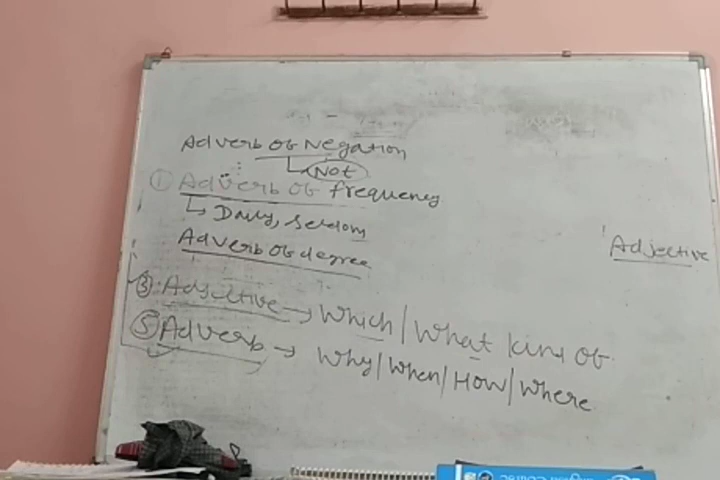 Adverb of Negation
Not
① Adverb of frequency
Daily, Seldom
Adverb of degree
Adjective
③ Adjective → Which / What kind of
⑤ Adverb → Why / When / How / Where